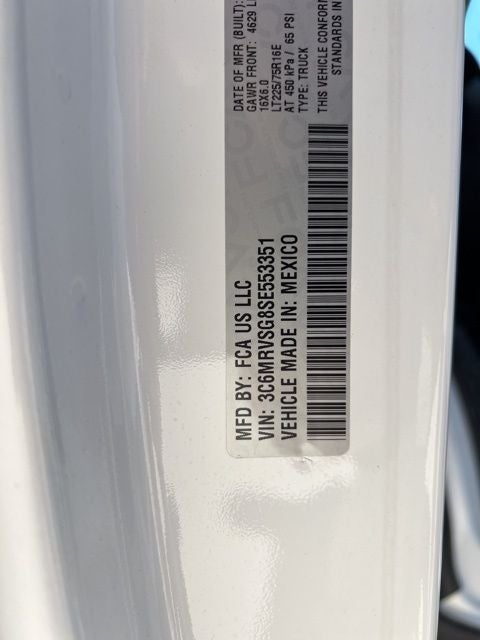 MFD BY: FCA US LLC
VIN: 3C6MRVSG8SE553351
VEHICLE MADE IN: MEXICO
DATE OF MFR (BUILT):
GAWR FRONT: 4629 L
16X6.0
LT225/75R16E
AT 450 kPa / 65 PSI
TYPE: TRUCK
THIS VEHICLE CONFOR
STANDARDS IN